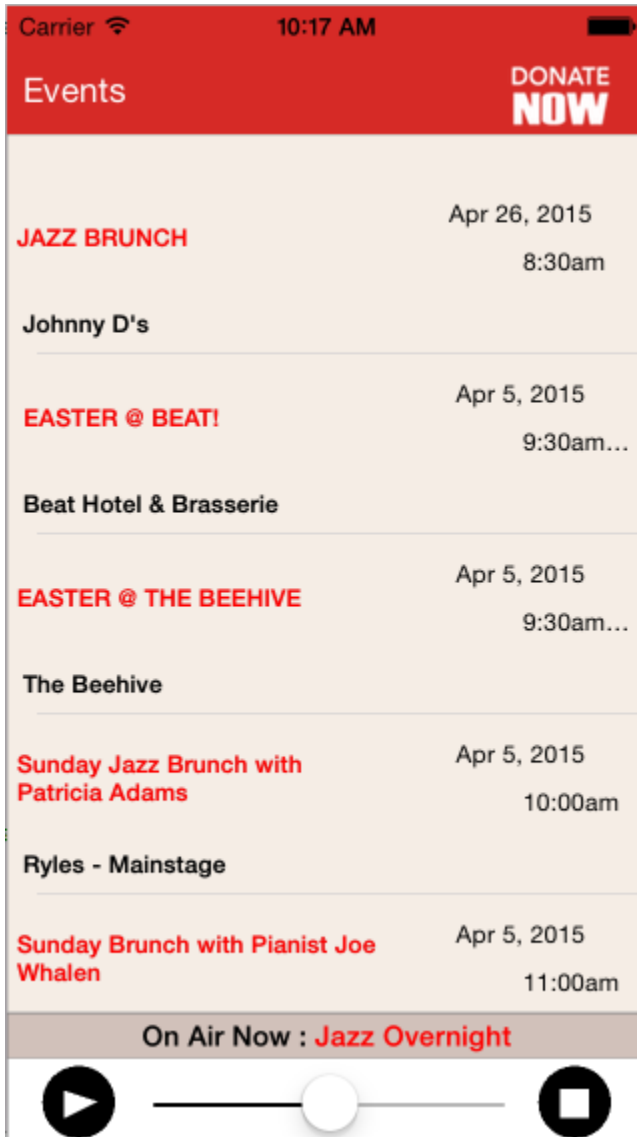 Carrier 10:17 AM
Events
DONATE
NOW
JAZZ BRUNCH
Apr 26, 2015
8:30am
Johnny D's
EASTER @ BEAT!
Apr 5, 2015
9:30am...
Beat Hotel & Brasserie
EASTER @ THE BEEHIVE
Apr 5, 2015
9:30am...
The Beehive
Sunday Jazz Brunch with
Patricia Adams
Apr 5, 2015
10:00am
Ryles - Mainstage
Sunday Brunch with Pianist Joe
Whalen
Apr 5, 2015
11:00am
On Air Now : Jazz Overnight